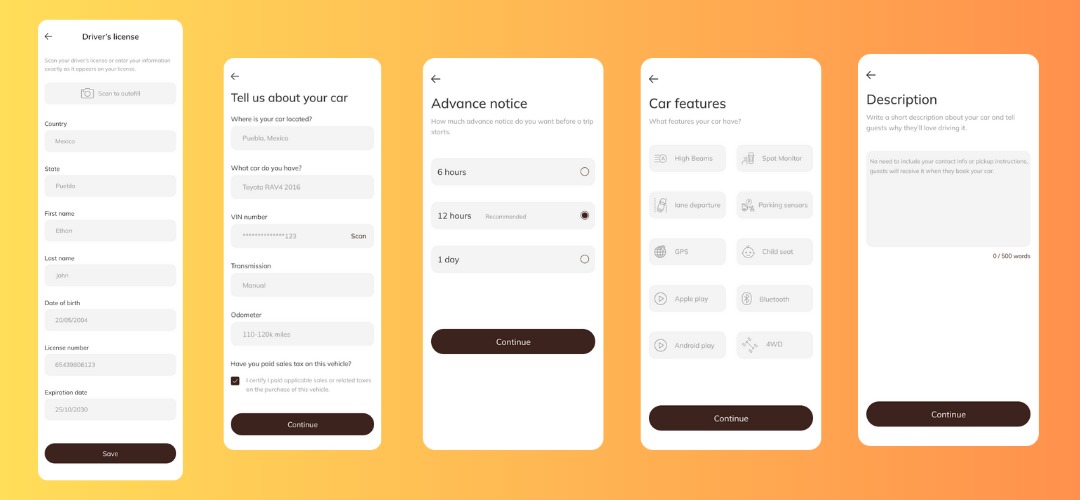 Driver's license
Scan your driver's license or enter your information
exactly as it appears on your license.
Scan to autofill
Country
Mexico
State
Puebla
First name
Ethan
Last name
John
Date of birth
20/05/2004
License number
65439808123
Expiration date
25/10/2030
Save
Tell us about your car
Where is your car located?
Puebla, Mexico
What car do you have?
Toyota RAV4 2016
VIN number
**************123
Scan
Transmission
Manual
Odometer
110-120k miles
Have you paid sales tax on this vehicle?
I certify I paid applicable sales or related taxes
on the purchase of this vehicle.
Continue
Advance notice
How much advance notice do you want before a trip
starts.
6 hours
12 hours Recommended
1 day
Continue
Car features
What features your car have?
High Beams
Spot Monitor
lane departure
Parking sensors
GPS
Child seat
Apple play
Bluetooth
Android play
4WD
Continue
Description
Write a short description about your car and tell
guests why they'll love driving it.
No need to include your contact info or pickup instructions,
guests will receive it when they book your car.
0 / 500 words
Continue